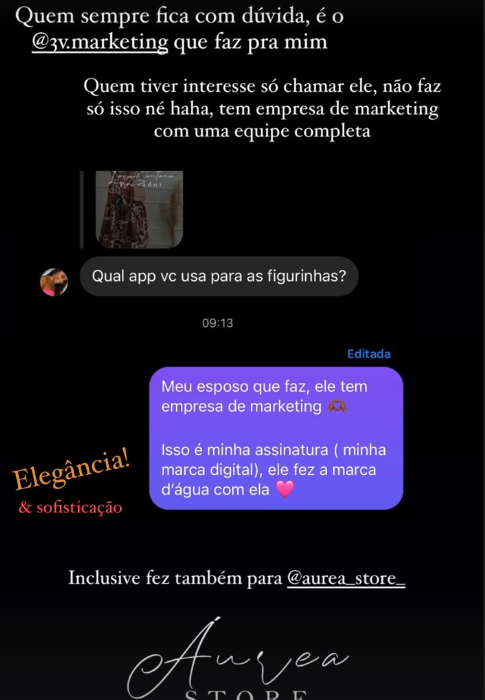 Quem sempre fica com dúvida, é o
@3v.marketing que faz pra mim
Quem tiver interesse só chamar ele, não faz
só isso né haha, tem empresa de marketing
com uma equipe completa
Qual app vc usa para as figurinhas?
09:13
Editada
Meu esposo que faz, ele tem
empresa de marketing 🫶🏾
Isso é minha assinatura ( minha
marca digital), ele fez a marca
d'água com ela 🩷
Elegância!
& sofisticação
Inclusive fez também para @aurea_store_
Áurea
STORE